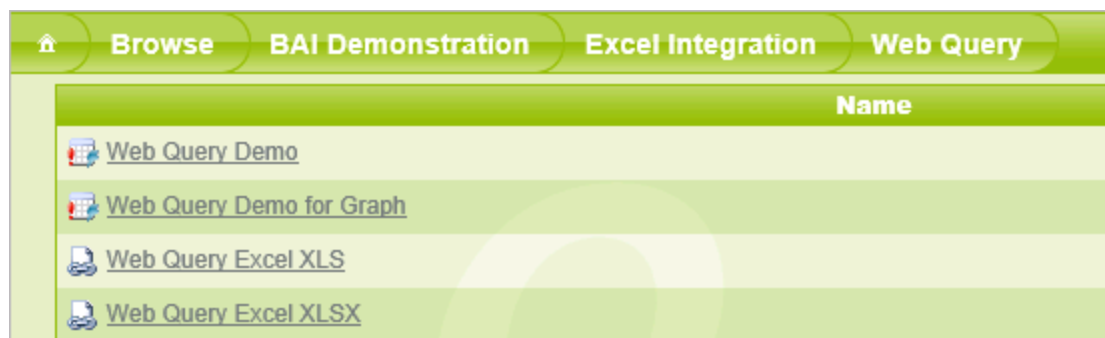 Browse BAI Demonstration Excel Integration Web Query
Name
Web Query Demo
Web Query Demo for Graph
Web Query Excel XLS
Web Query Excel XLSX